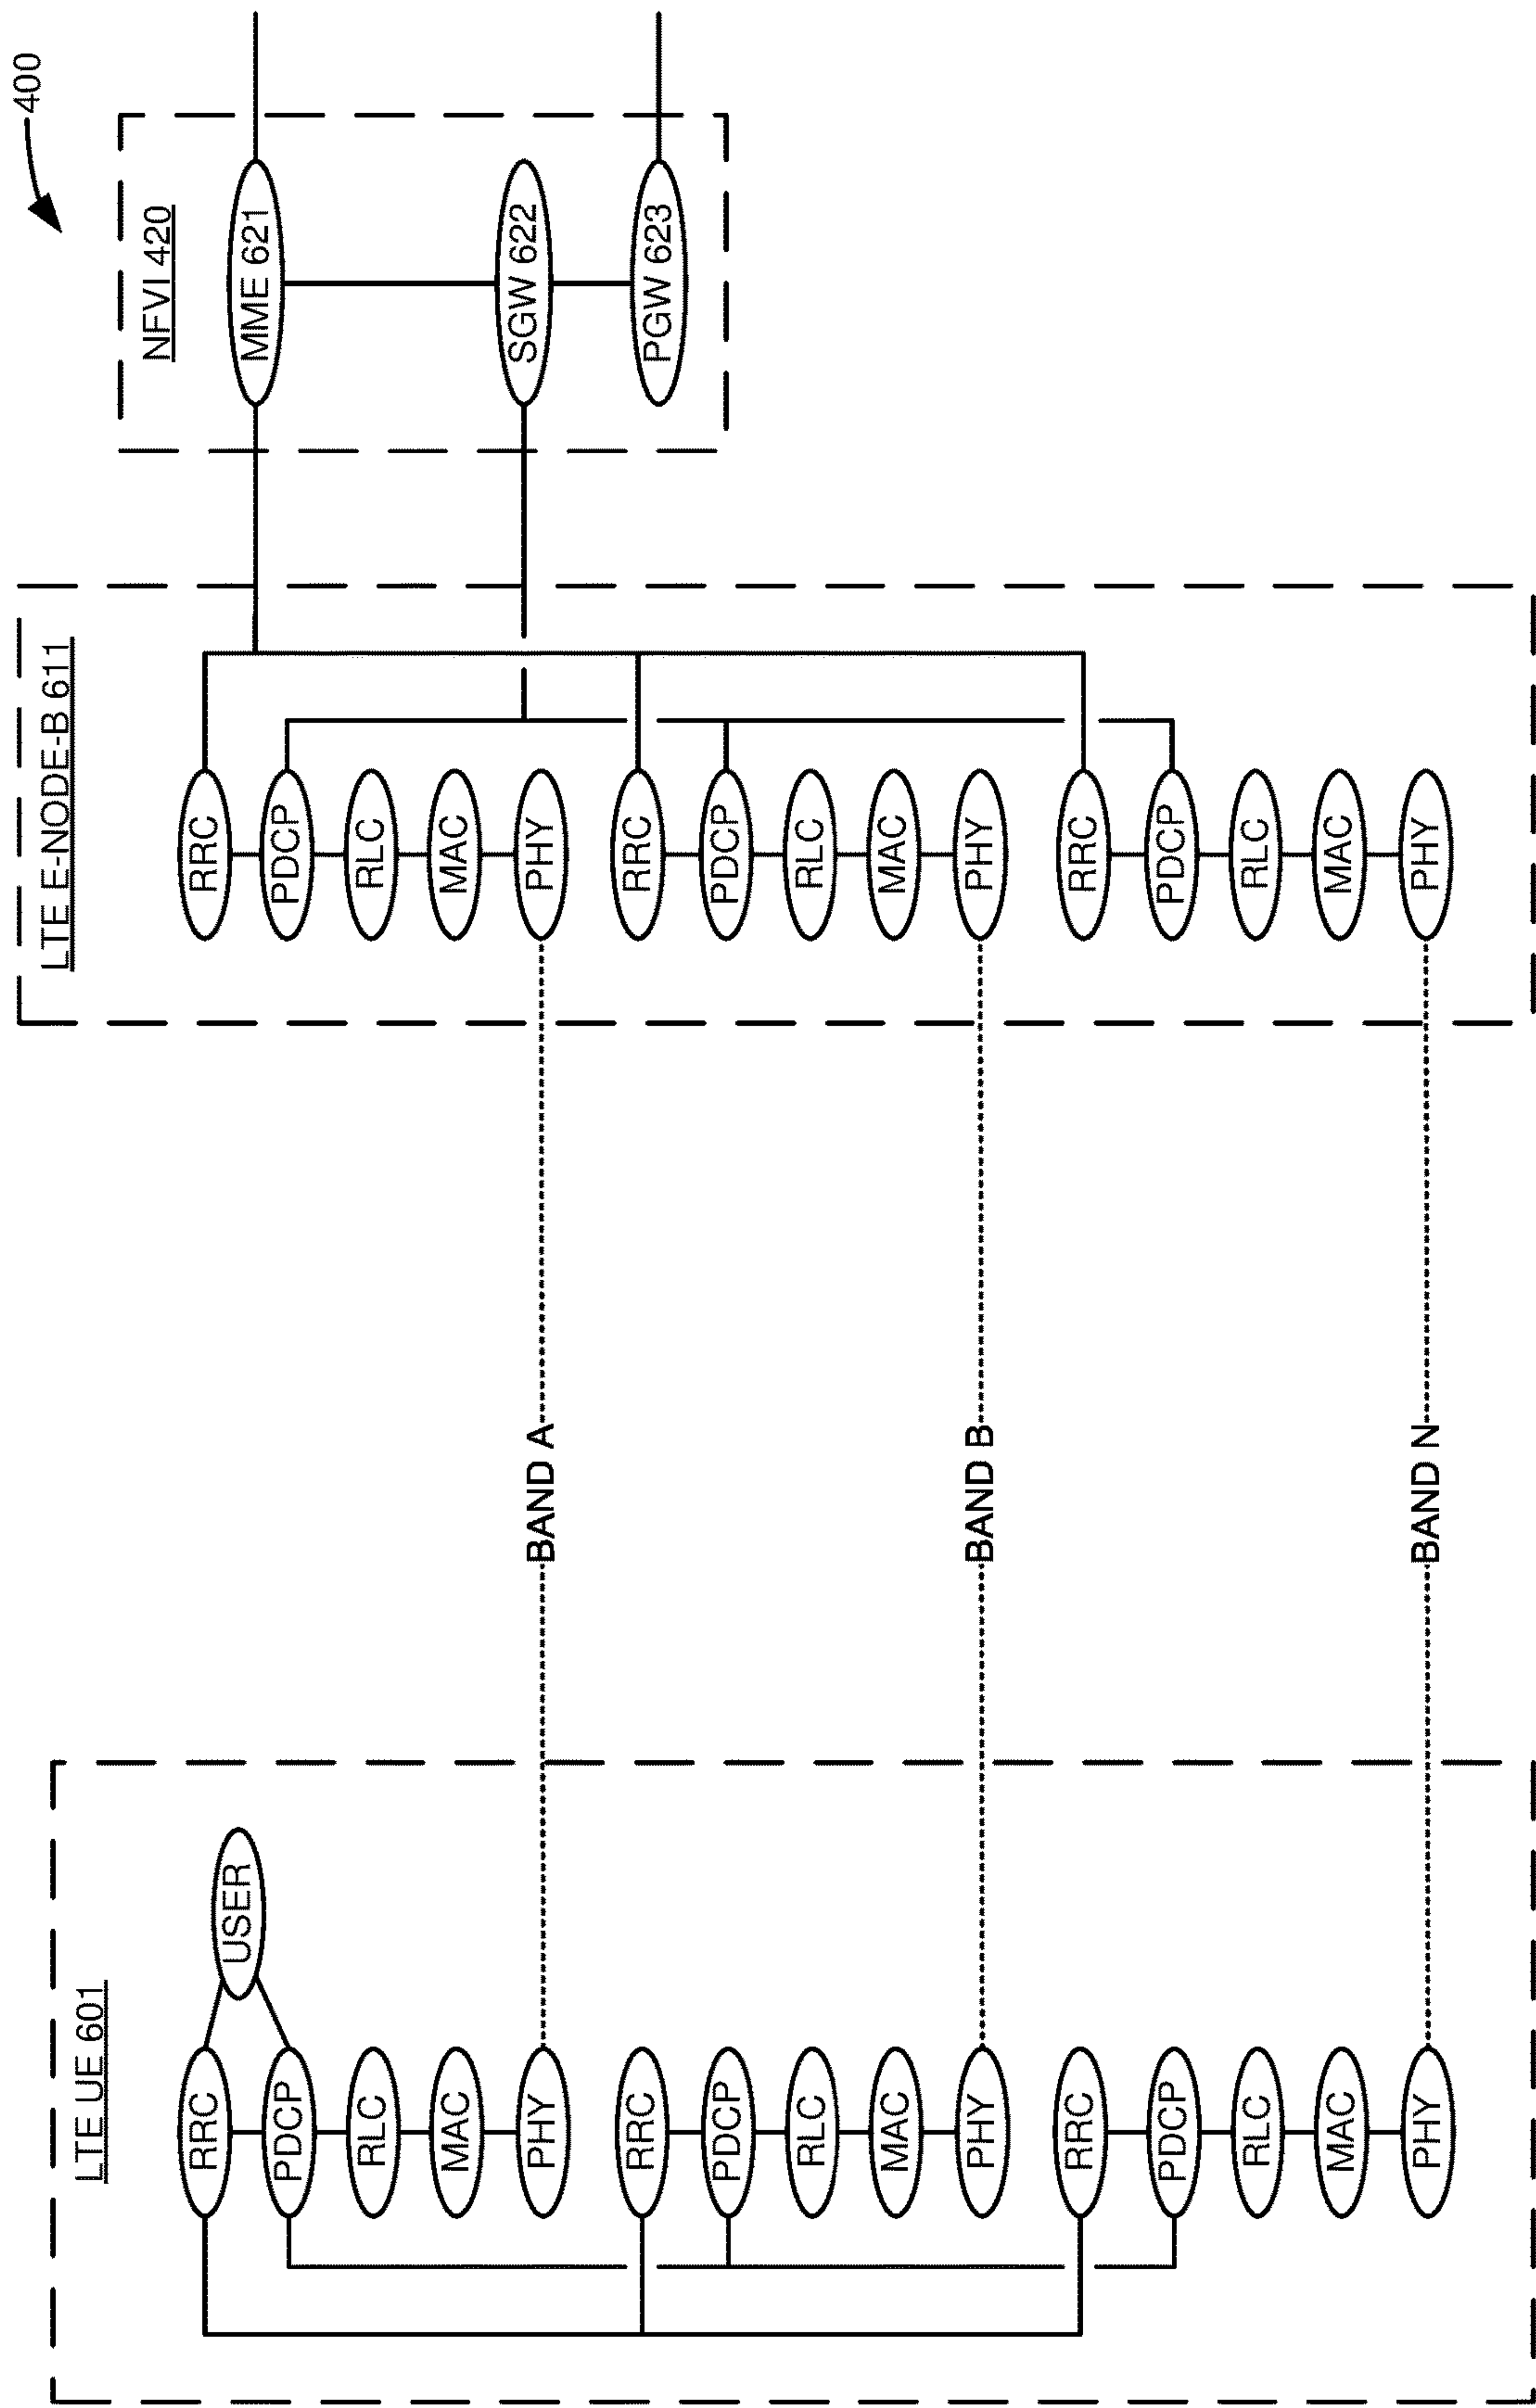 400
LTE UE 601
USER
RRC
PDCP
RLC
MAC
PHY
RRC
PDCP
RLC
MAC
PHY
RRC
PDCP
RLC
MAC
PHY
BAND A
BAND B
BAND N
LTE E-NODE-B 611
RRC
PDCP
RLC
MAC
PHY
RRC
PDCP
RLC
MAC
PHY
RRC
PDCP
RLC
MAC
PHY
NFVI 420
MME 621
SGW 622
PGW 623